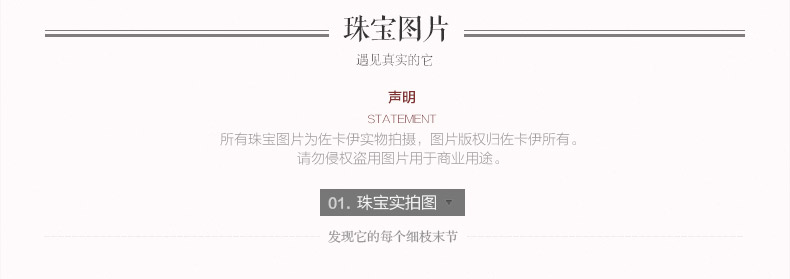 珠宝图片
遇见真实的它
声明
STATEMENT
所有珠宝图片为佐卡伊实物拍摄，图片版权归佐卡伊所有。
请勿侵权盗用图片用于商业用途。
01. 珠宝实拍图
发现它的每个细枝末节